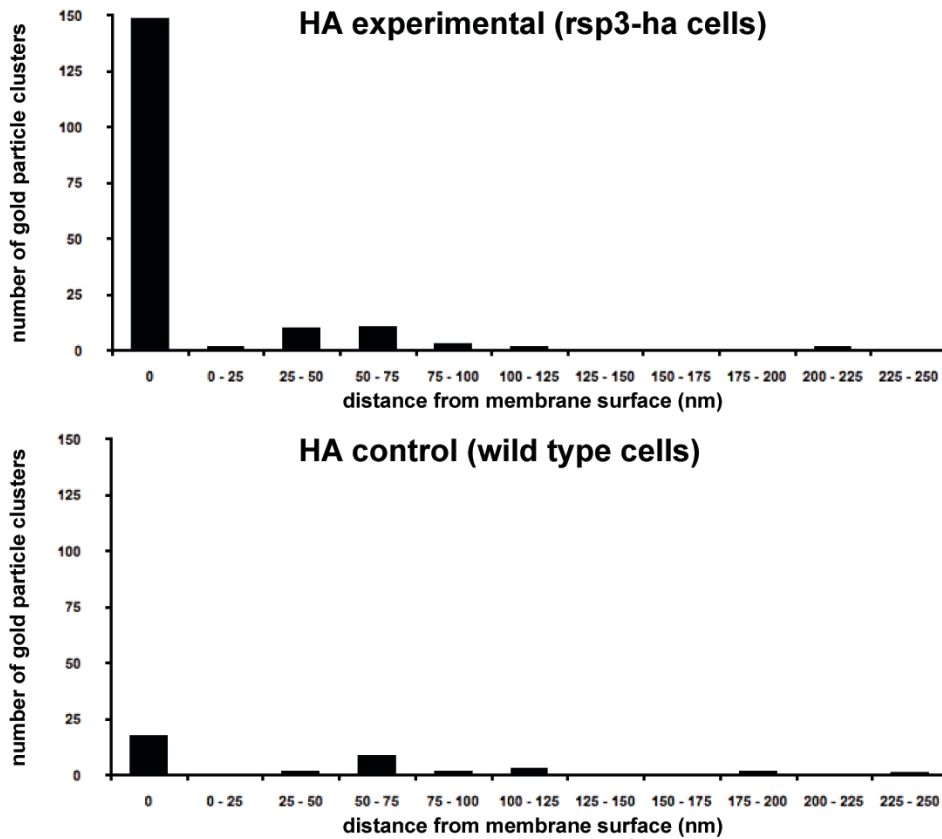 HA experimental (rsp3-ha cells)
number of gold particle clusters
150
125
100
75
50
25
0
0 0 - 25 25 - 50 50 - 75 75 - 100 100 - 125 125 - 150 150 - 175 175 - 200 200 - 225 225 - 250
distance from membrane surface (nm)
HA control (wild type cells)
number of gold particle clusters
150
125
100
75
50
25
0
0 0 - 25 25 - 50 50 - 75 75 - 100 100 - 125 125 - 150 150 - 175 175 - 200 200 - 225 225 - 250
distance from membrane surface (nm)